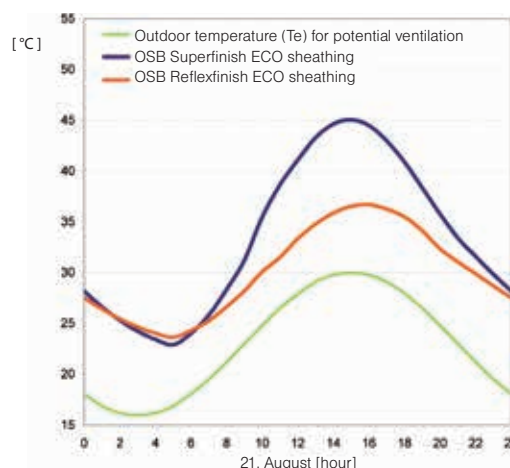 [°C]
55
Outdoor temperature (Te) for potential ventilation
OSB Superfinish ECO sheathing
OSB Reflexfinish ECO sheathing
50
45
40
35
30
25
20
15
0 2 4 6 8 10 12 14 16 18 20 22 2
21. August [hour]